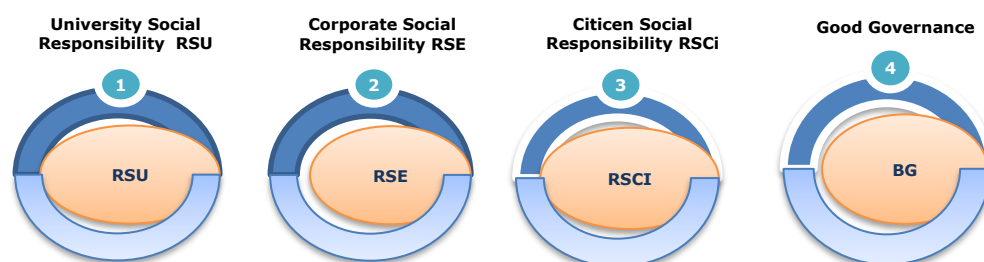 University Social
Responsibility RSU
Corporate Social
Responsibility RSE
Citicen Social
Responsibility RSCi
Good Governance
1
2
3
4
RSU
RSE
RSCI
BG